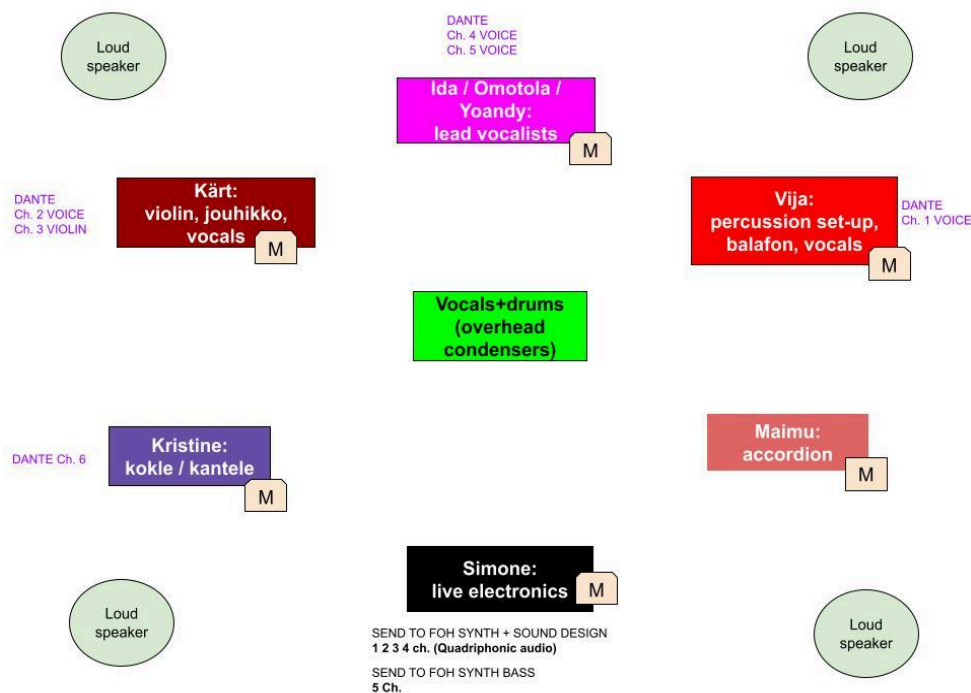 Loud
speaker
DANTE
Ch. 4 VOICE
Ch. 5 VOICE
Loud
speaker
Ida / Omotola /
Yoandy:
lead vocalists
M
DANTE
Ch. 2 VOICE
Ch. 3 VIOLIN
Kärt:
violin, jouhikko,
vocals
M
Vija:
percussion set-up,
balafon, vocals
M
DANTE
Ch. 1 VOICE
Vocals+drums
(overhead
condensers)
DANTE Ch. 6
Kristine:
kokle / kantele
M
Maimu:
accordion
M
Loud
speaker
Simone:
live electronics
M
Loud
speaker
SEND TO FOH SYNTH + SOUND DESIGN
1 2 3 4 ch. (Quadriphonic audio)
SEND TO FOH SYNTH BASS
5 Ch.